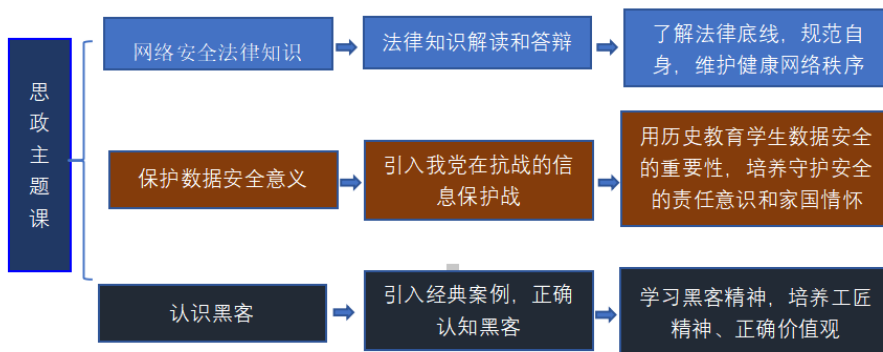 思政主题课
网络安全法律知识
法律知识解读和答辩
了解法律底线，规范自
身，维护健康网络秩序
保护数据安全意义
引入我党在抗战的信
息保护战
用历史教育学生数据安全
的重要性，培养守护安全
的责任意识和家国情怀
认识黑客
引入经典案例，正确
认知黑客
学习黑客精神，培养工匠
精神、正确价值观